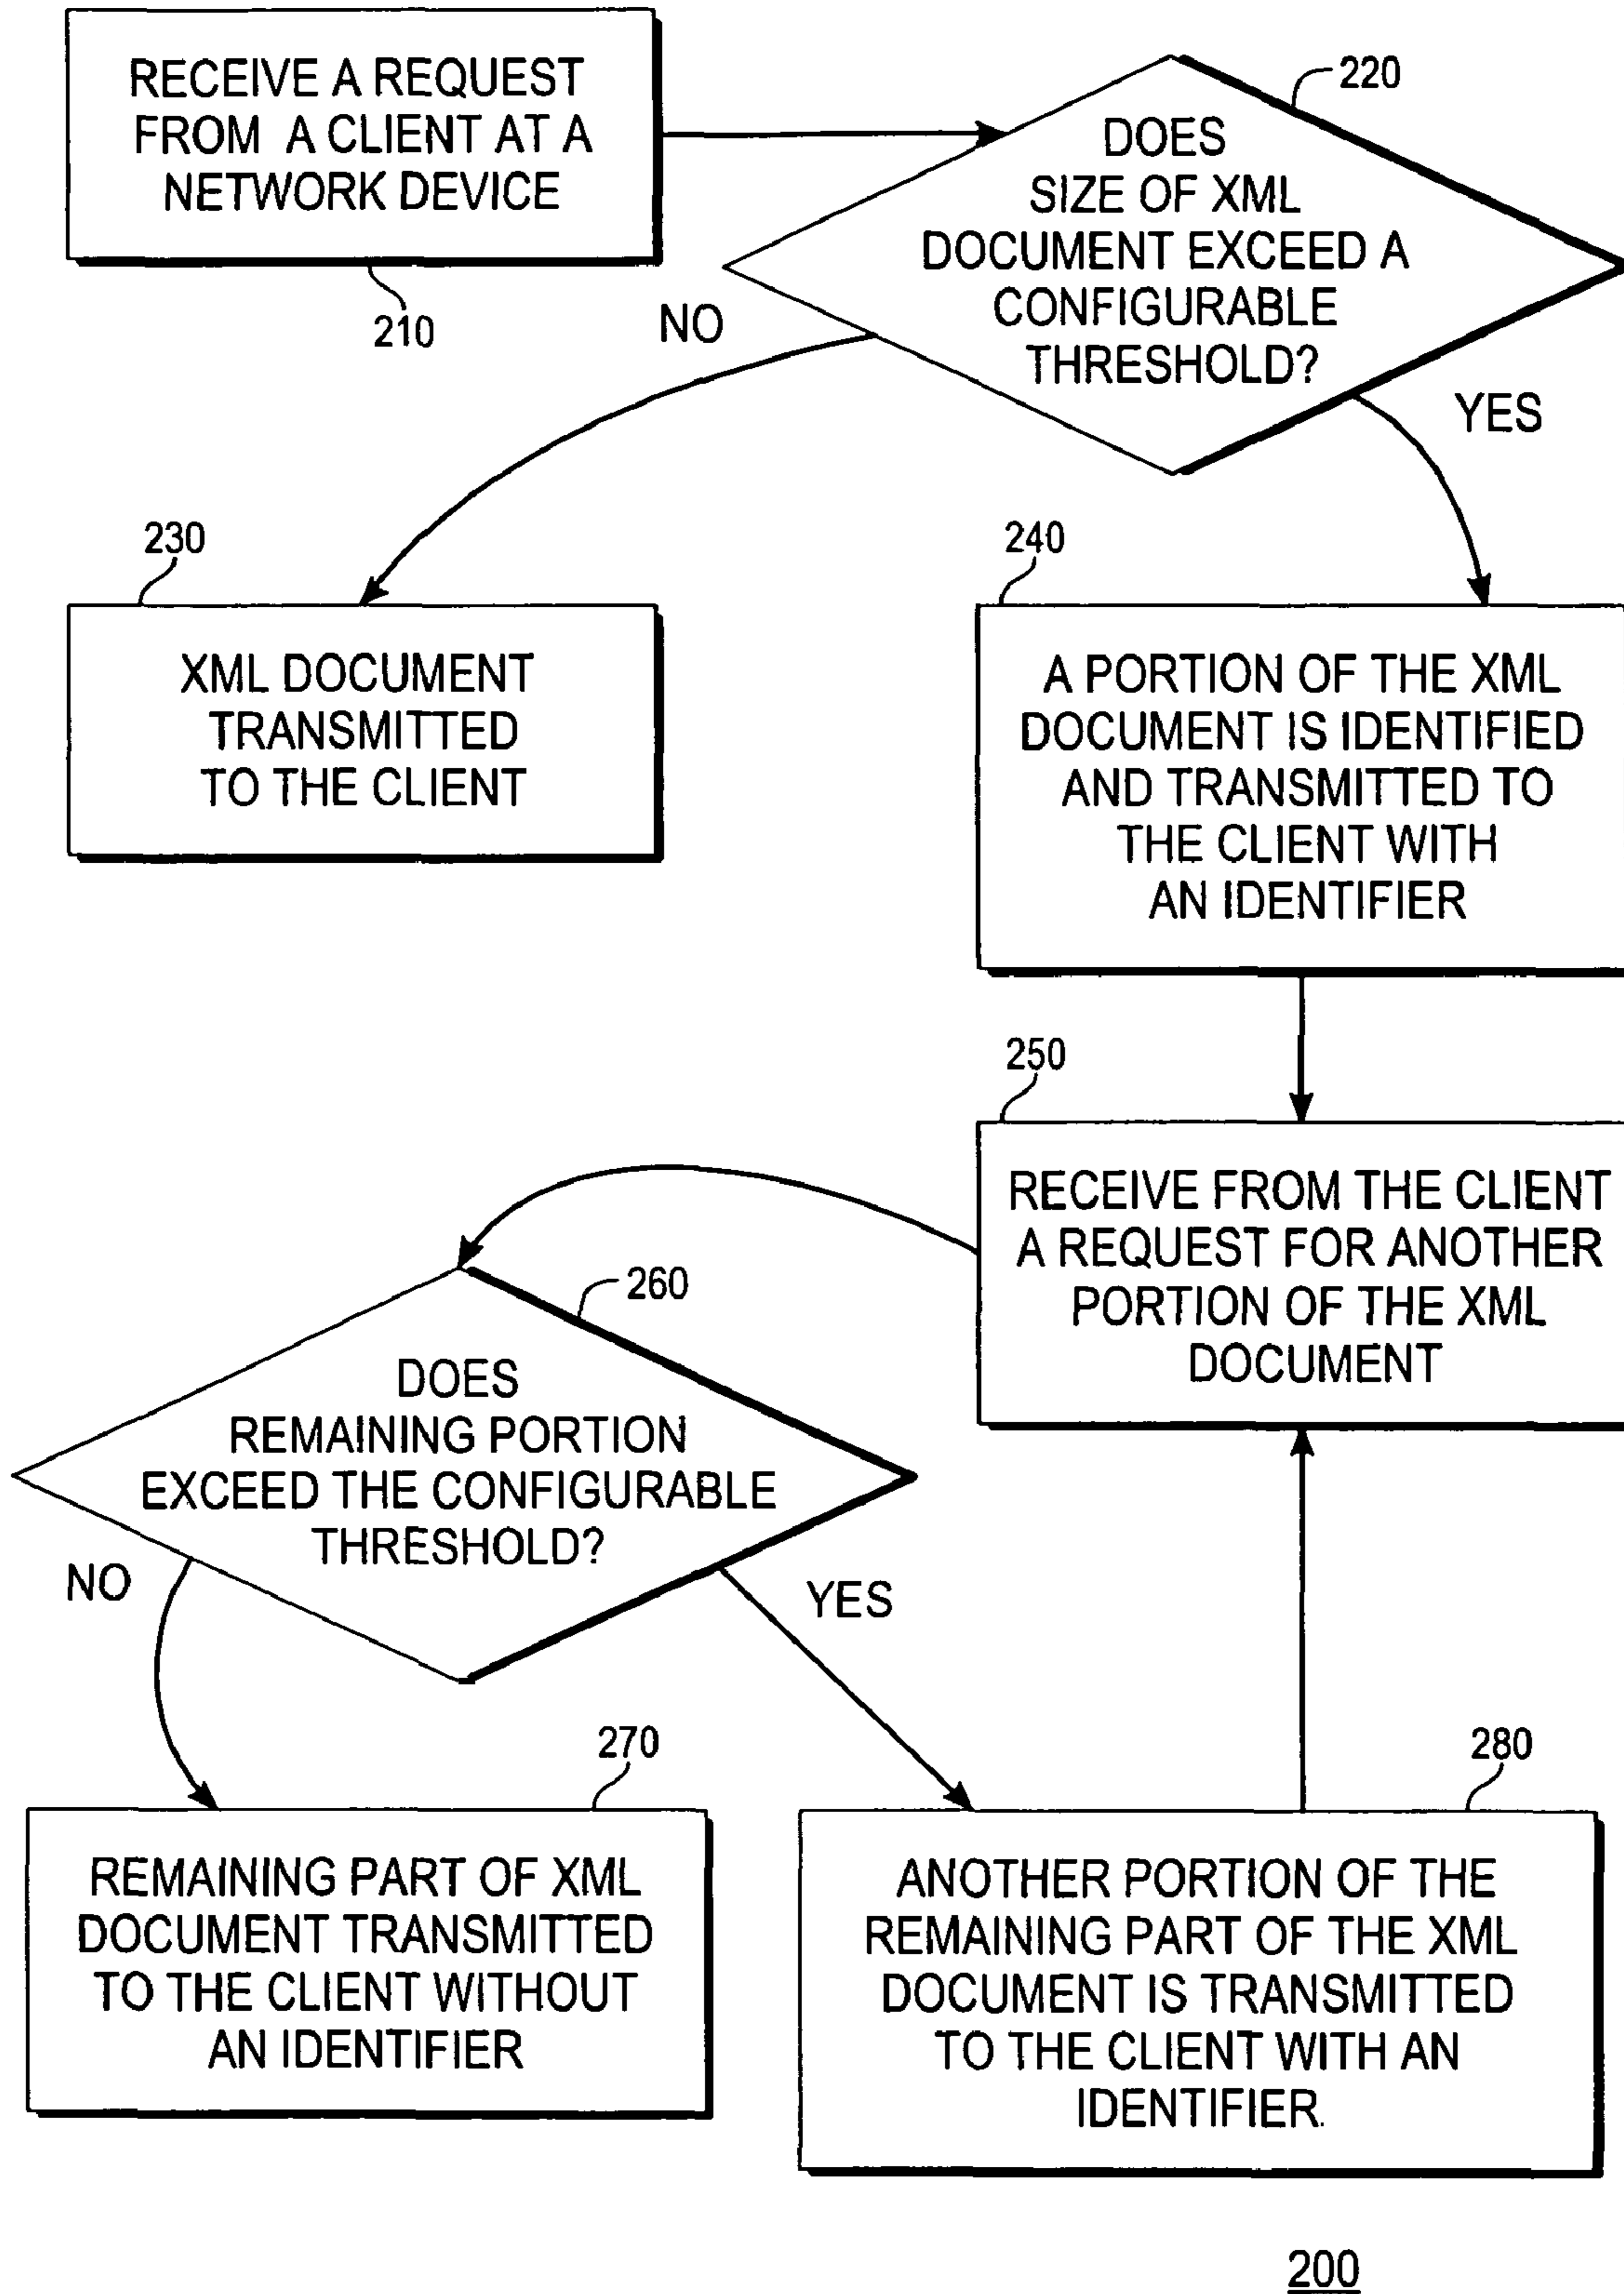 RECEIVE A REQUEST
FROM A CLIENT AT A
NETWORK DEVICE
210
220
DOES
SIZE OF XML
DOCUMENT EXCEED A
CONFIGURABLE
THRESHOLD?
NO
YES
230
XML DOCUMENT
TRANSMITTED
TO THE CLIENT
240
A PORTION OF THE XML
DOCUMENT IS IDENTIFIED
AND TRANSMITTED TO
THE CLIENT WITH
AN IDENTIFIER
250
RECEIVE FROM THE CLIENT
A REQUEST FOR ANOTHER
PORTION OF THE XML
DOCUMENT
260
DOES
REMAINING PORTION
EXCEED THE CONFIGURABLE
THRESHOLD?
NO
YES
270
REMAINING PART OF XML
DOCUMENT TRANSMITTED
TO THE CLIENT WITHOUT
AN IDENTIFIER
280
ANOTHER PORTION OF THE
REMAINING PART OF THE XML
DOCUMENT IS TRANSMITTED
TO THE CLIENT WITH AN
IDENTIFIER.
200